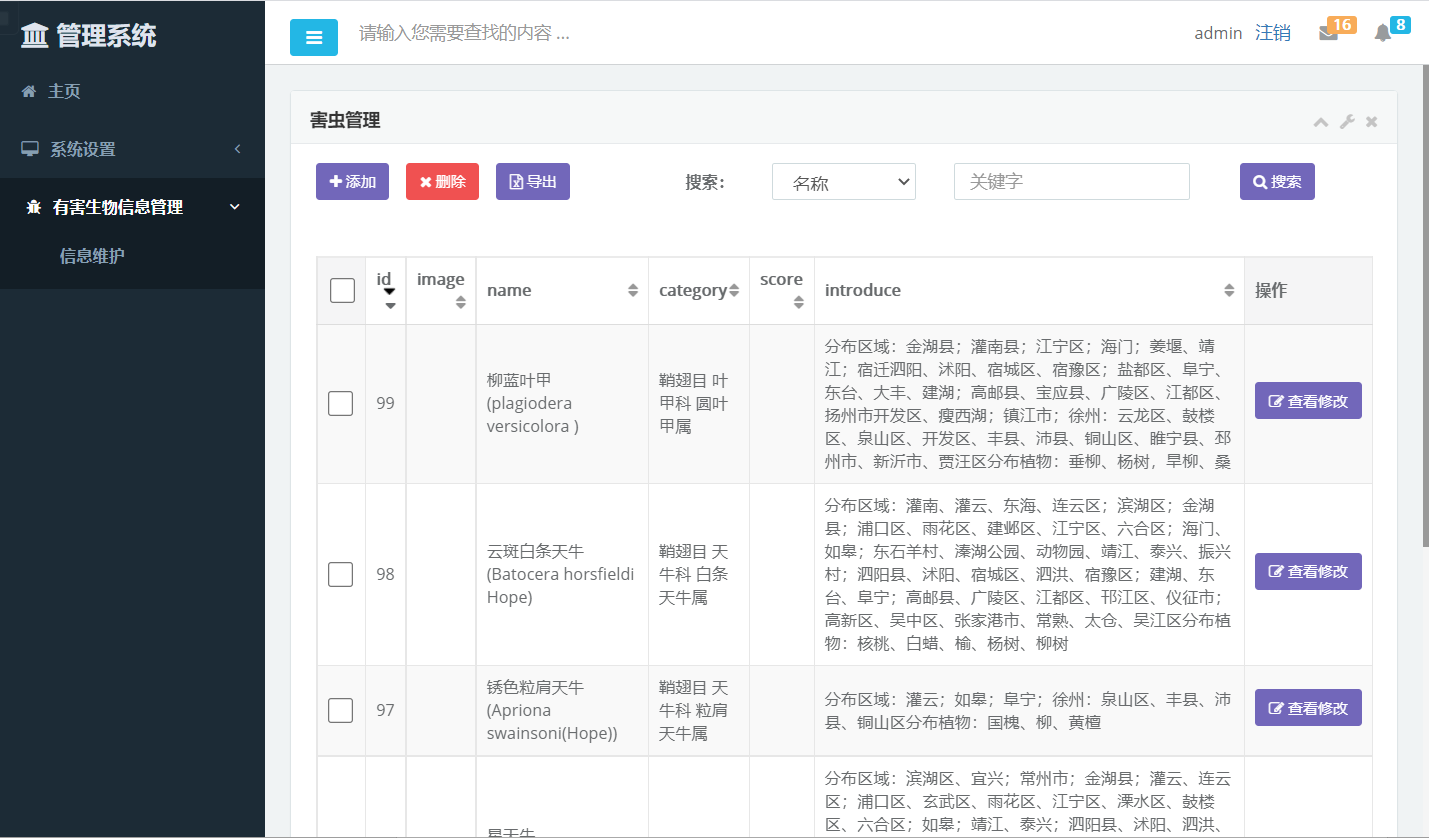 管理系统
请输入您需要查找的内容 ...
admin 注销 16 8
主页
系统设置
有害生物信息管理
信息维护
害虫管理
添加 删除 导出 搜索: 名称 关键字 搜索
id image name category score introduce 操作
99
柳蓝叶甲
(plagiodera
versicolora )
鞘翅目 叶
甲科 圆叶
甲属
分布区域：金湖县；灌南县；江宁区；海门；姜堰、靖
江；宿迁泗阳、沭阳、宿城区、宿豫区；盐都区、阜宁、
东台、大丰、建湖；高邮县、宝应县、广陵区、江都区、
扬州市开发区、瘦西湖；镇江市；徐州：云龙区、鼓楼
区、泉山区、开发区、丰县、沛县、铜山区、睢宁县、邳
州市、新沂市、贾汪区分布植物：垂柳、杨树，旱柳、桑
查看修改
98
云斑白条天牛
(Batocera horsfieldi
Hope)
鞘翅目 天
牛科 白条
天牛属
分布区域：灌南、灌云、东海、连云区；滨湖区；金湖
县；浦口区、雨花区、建邺区、江宁区、六合区；海门、
如皋；东石羊村、溱湖公园、动物园、靖江、泰兴、振兴
村；泗阳县、沭阳、宿城区、泗洪、宿豫区；建湖、东
台、阜宁；高邮县、广陵区、江都区、邗江区、仪征市；
高新区、吴中区、张家港市、常熟、太仓、吴江区分布植
物：核桃、白蜡、榆、杨树、柳树
查看修改
97
锈色粒肩天牛
(Apriona
swainsoni(Hope))
鞘翅目 天
牛科 粒肩
天牛属
分布区域：灌云；如皋；阜宁；徐州：泉山区、丰县、沛
县、铜山区分布植物：国槐、柳、黄檀
查看修改
分布区域：滨湖区、宜兴；常州市；金湖县；灌云、连云
区；浦口区、玄武区、雨花区、江宁区、溧水区、鼓楼
区、六合区；如皋；靖江、泰兴；泗阳县、沭阳、泗洪、